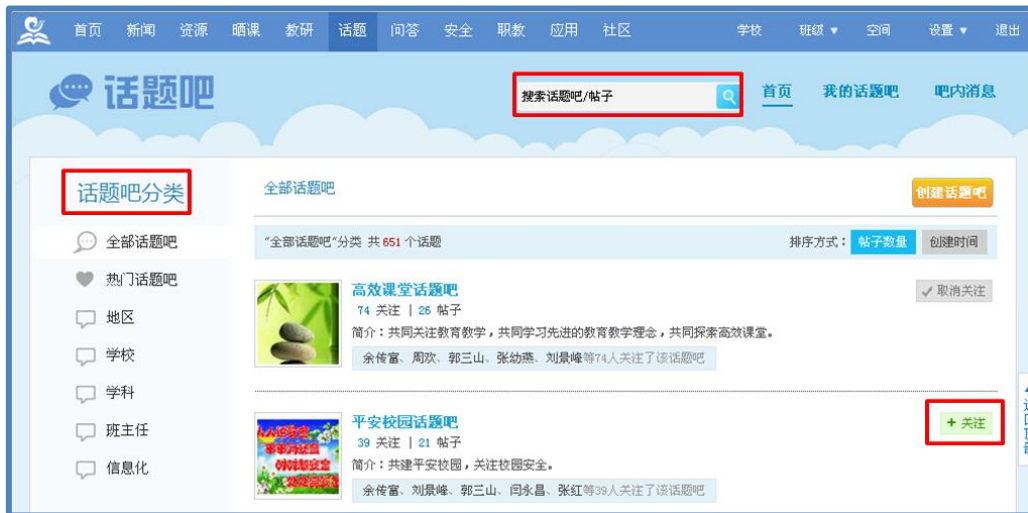 首页 新闻 资源 晒课 教研 话题 问答 安全 职教 应用 社区 学校 班级 ▼ 空间 设置 ▼ 退出
话题吧
搜索话题吧/帖子
首页 我的话题吧 吧内消息
话题吧分类
全部话题吧
热门话题吧
地区
学校
学科
班主任
信息化
全部话题吧
创建话题吧
“全部话题吧”分类 共 651 个话题
排序方式： 帖子数量 创建时间
高效课堂话题吧
✓ 取消关注
74 关注 | 26 帖子
简介：共同关注教育教学，共同学习先进的教育教学理念，共同探索高效课堂。
余传富、周欢、郭三山、张幼燕、刘景峰等74人关注了该话题吧
平安校园话题吧
+ 关注
39 关注 | 21 帖子
简介：共建平安校园，关注校园安全。
余传富、刘景峰、郭三山、闫永昌、张红等39人关注了该话题吧